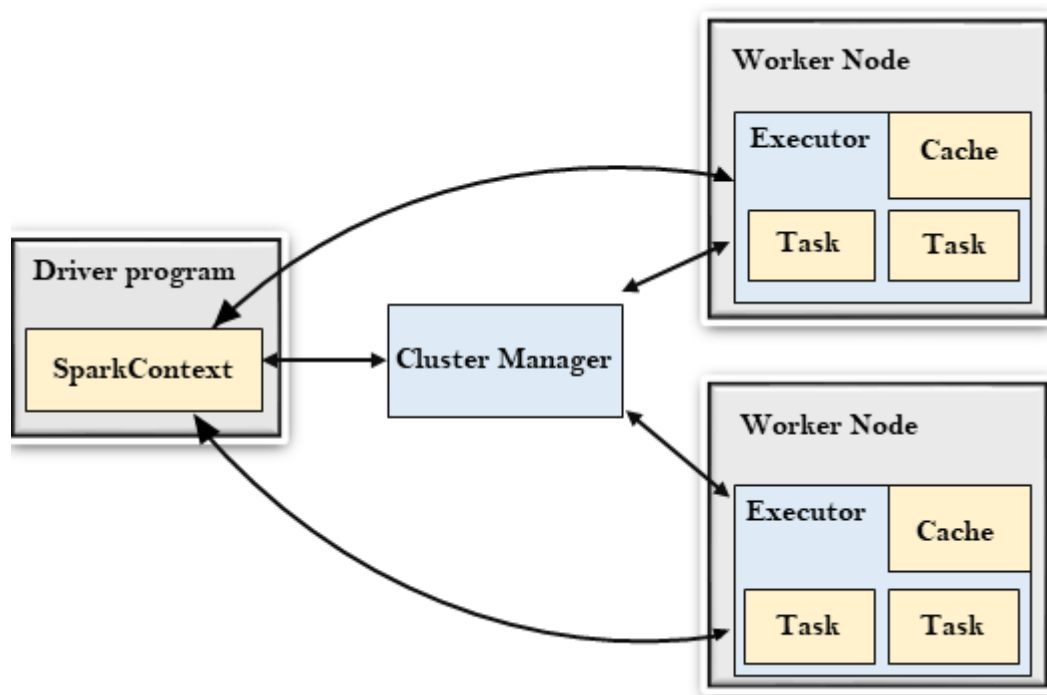 Worker Node
Executor
Cache
Task
Task
Driver program
SparkContext
Cluster Manager
Worker Node
Executor
Cache
Task
Task